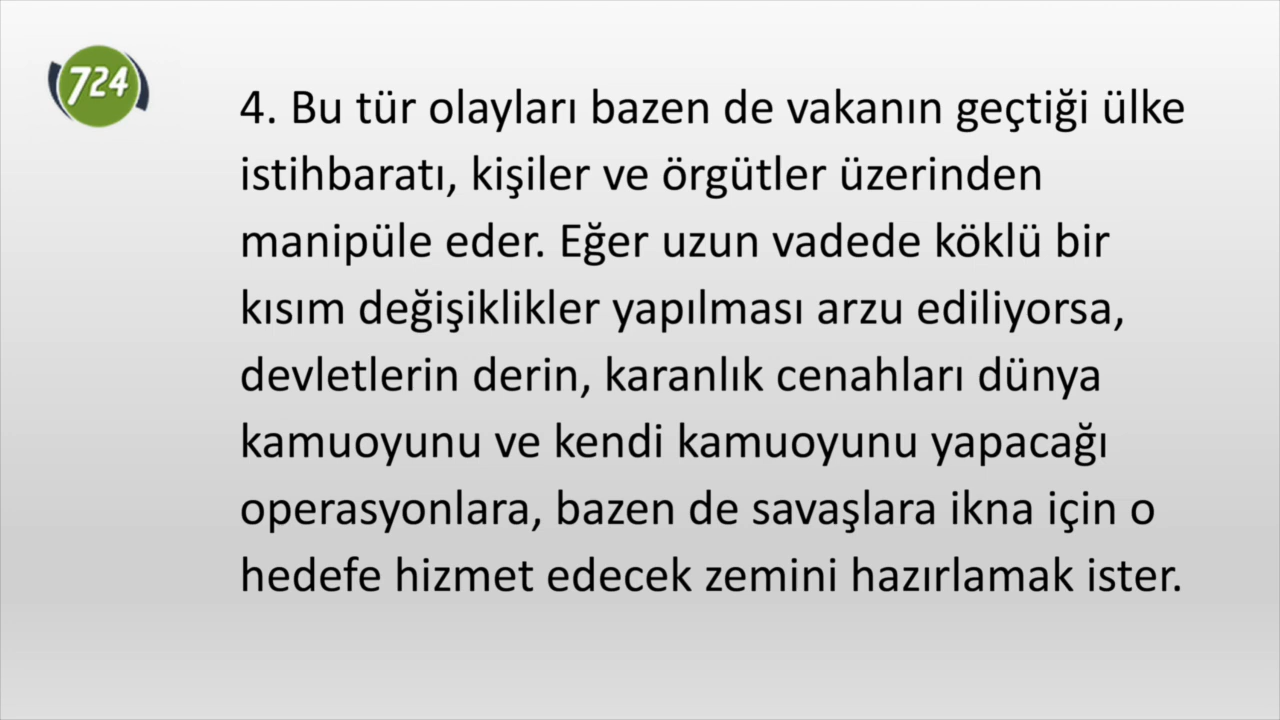 724
4. Bu tür olayları bazen de vakanın geçtiği ülke
istihbaratı, kişiler ve örgütler üzerinden
manipüle eder. Eğer uzun vadede köklü bir
kısım değişiklikler yapılması arzu ediliyorsa,
devletlerin derin, karanlık cenahları dünya
kamuoyunu ve kendi kamuoyunu yapacağı
operasyonlara, bazen de savaşlara ikna için o
hedefe hizmet edecek zemini hazırlamak ister.